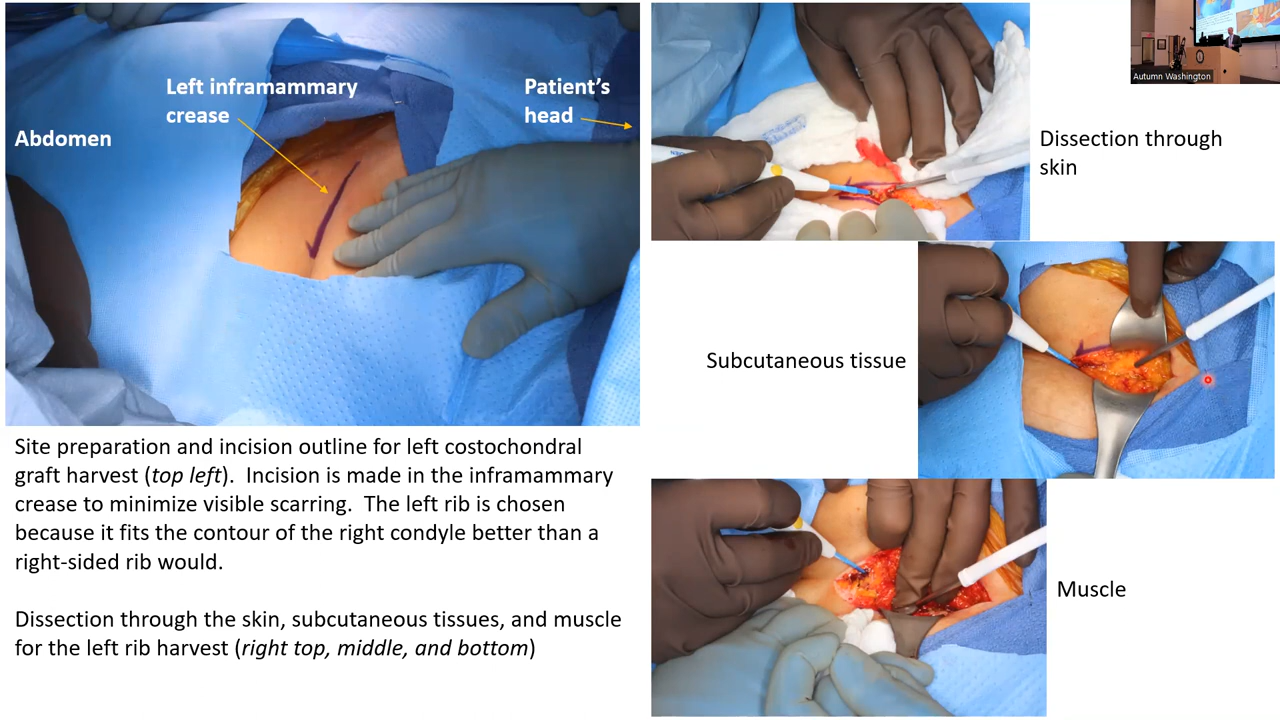 Left inframammary
crease
Patient's
head
Abdomen
Dissection through
skin
Autumn Washington
Subcutaneous tissue
Muscle
Site preparation and incision outline for left costochondral
graft harvest (top left).  Incision is made in the inframammary
crease to minimize visible scarring.  The left rib is chosen
because it fits the contour of the right condyle better than a
right-sided rib would.
Dissection through the skin, subcutaneous tissues, and muscle
for the left rib harvest (right top, middle, and bottom)